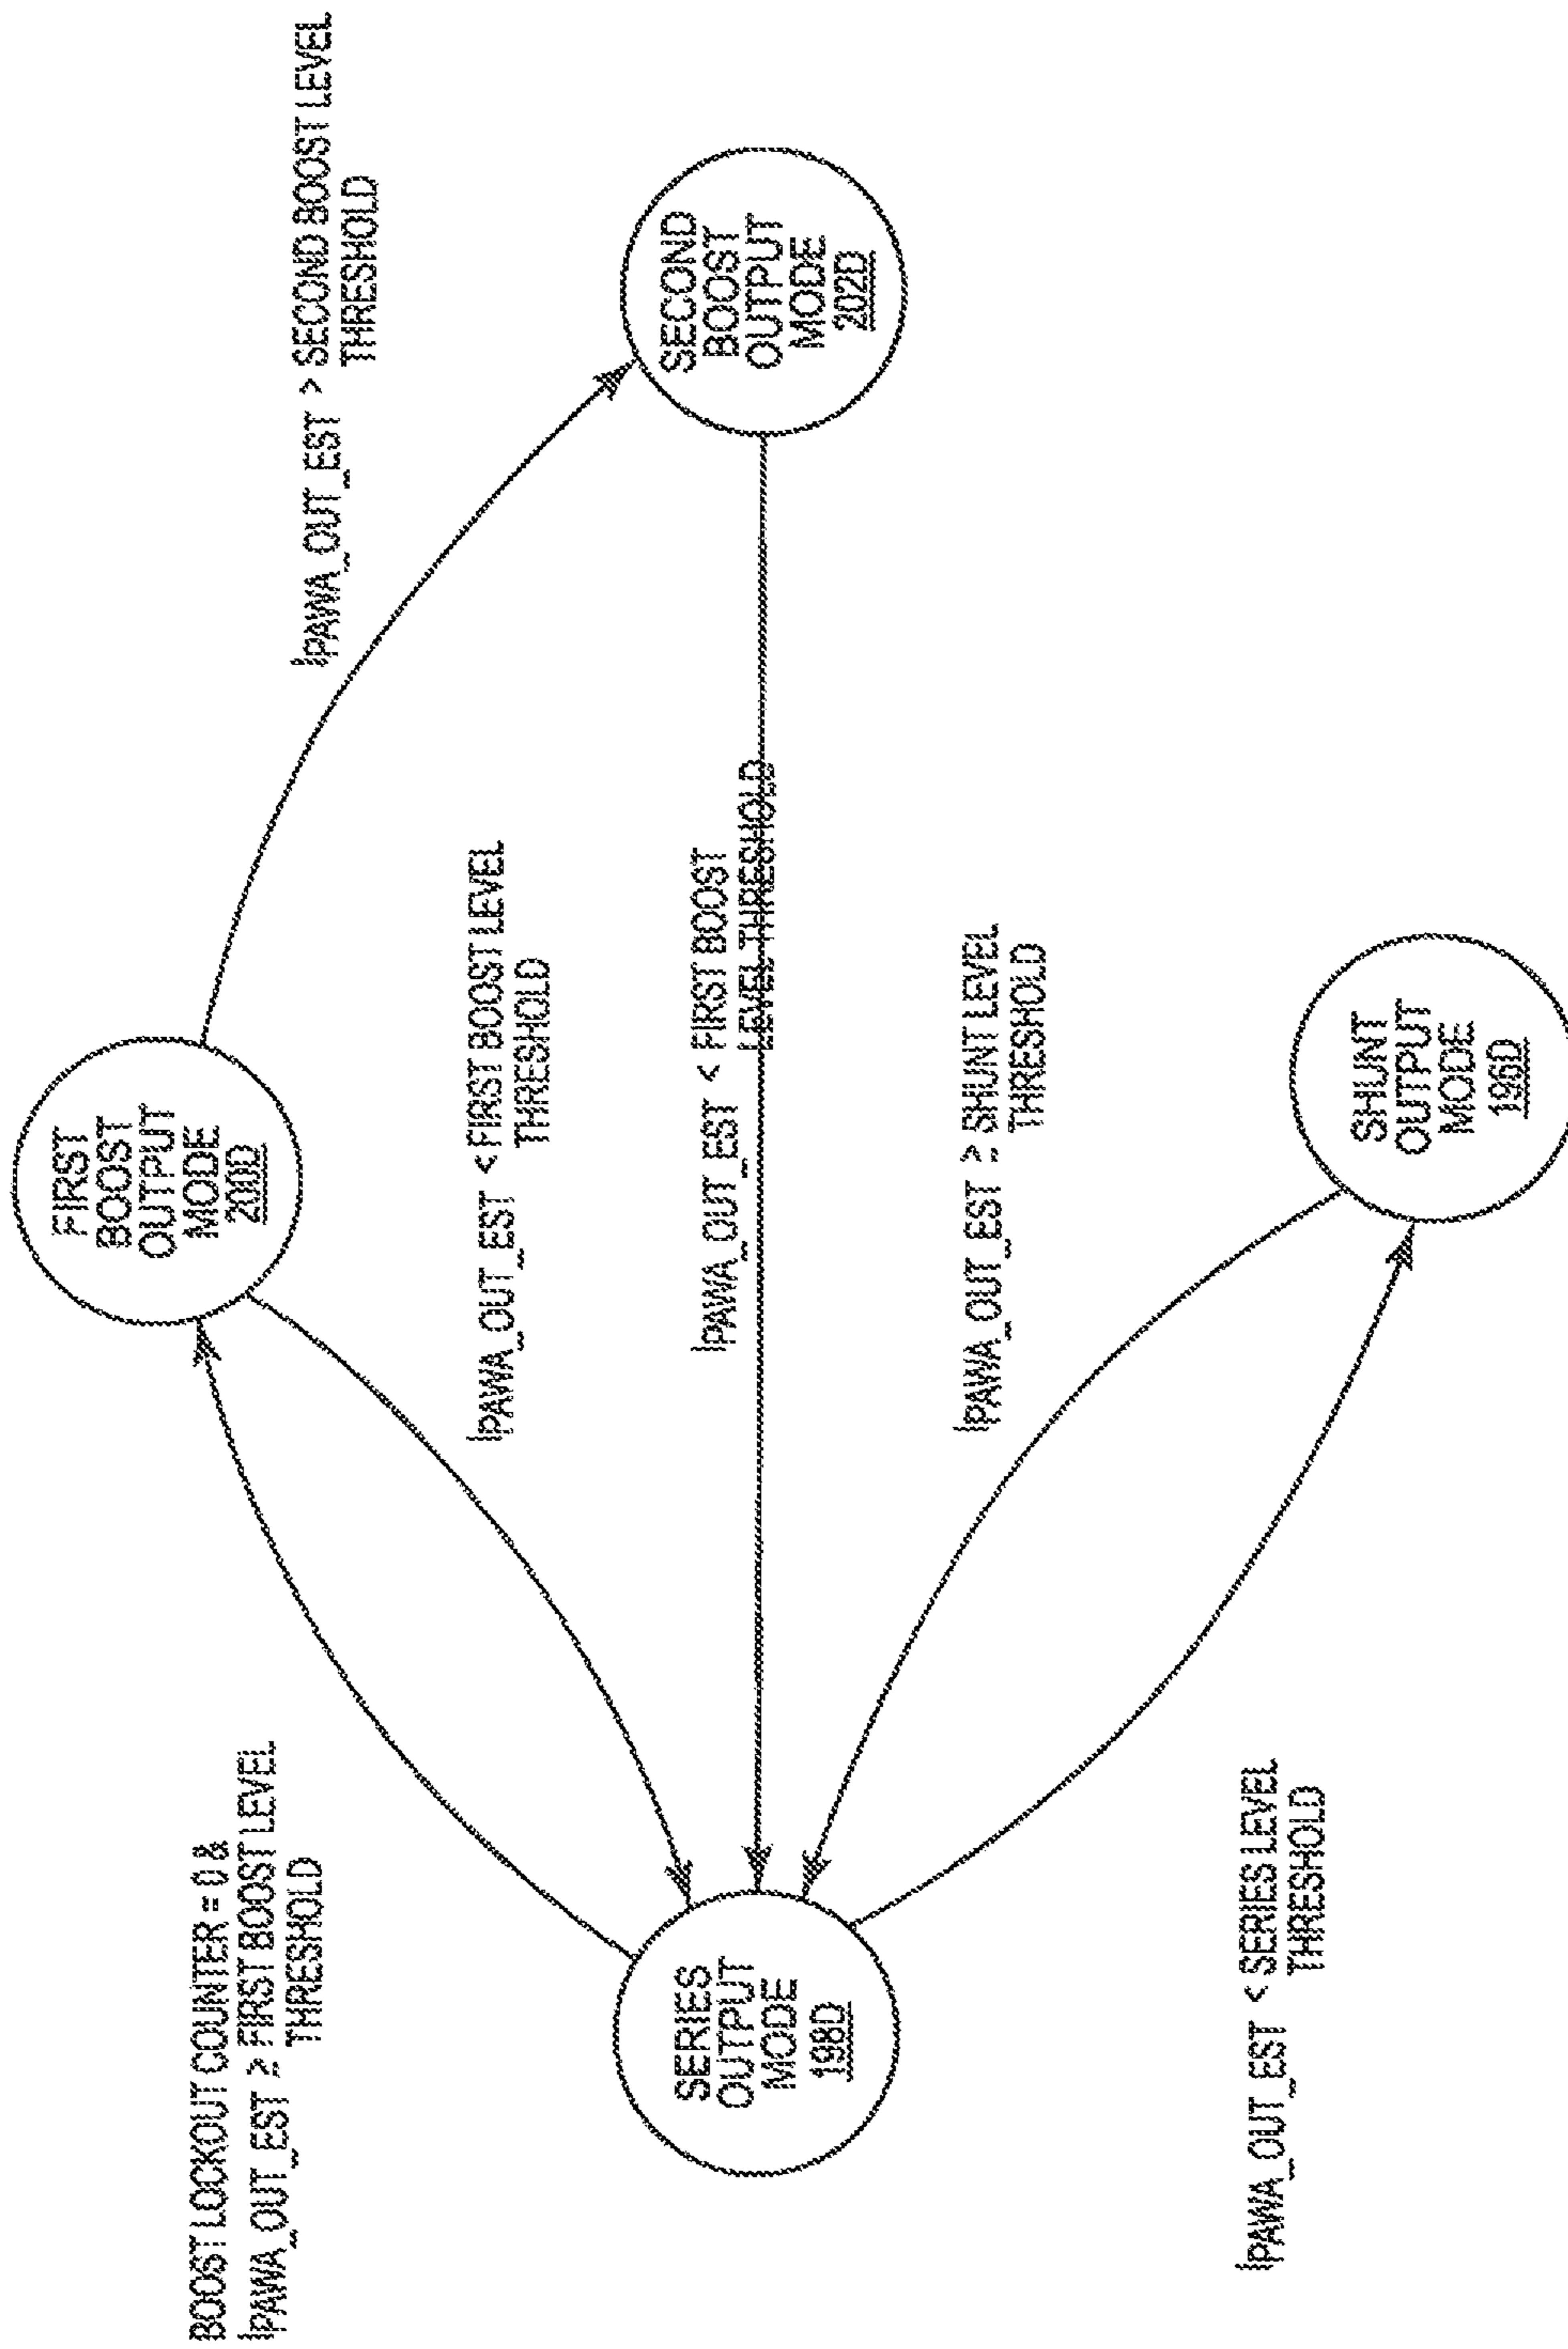 BOOST LOCKOUT COUNTER = 0 &
IPAWA_OUT_EST ≥ FIRST BOOST LEVEL
THRESHOLD
FIRST
BOOST
OUTPUT
MODE
200D
IPAWA_OUT_EST > SECOND BOOST LEVEL
THRESHOLD
IPAWA_OUT_EST < FIRST BOOST LEVEL
THRESHOLD
SERIES
OUTPUT
MODE
198D
IPAWA_OUT_EST < FIRST BOOST
LEVEL THRESHOLD
SECOND
BOOST
OUTPUT
MODE
202D
IPAWA_OUT_EST ≥ SHUNT LEVEL
THRESHOLD
IPAWA_OUT_EST < SERIES LEVEL
THRESHOLD
SHUNT
OUTPUT
MODE
196D